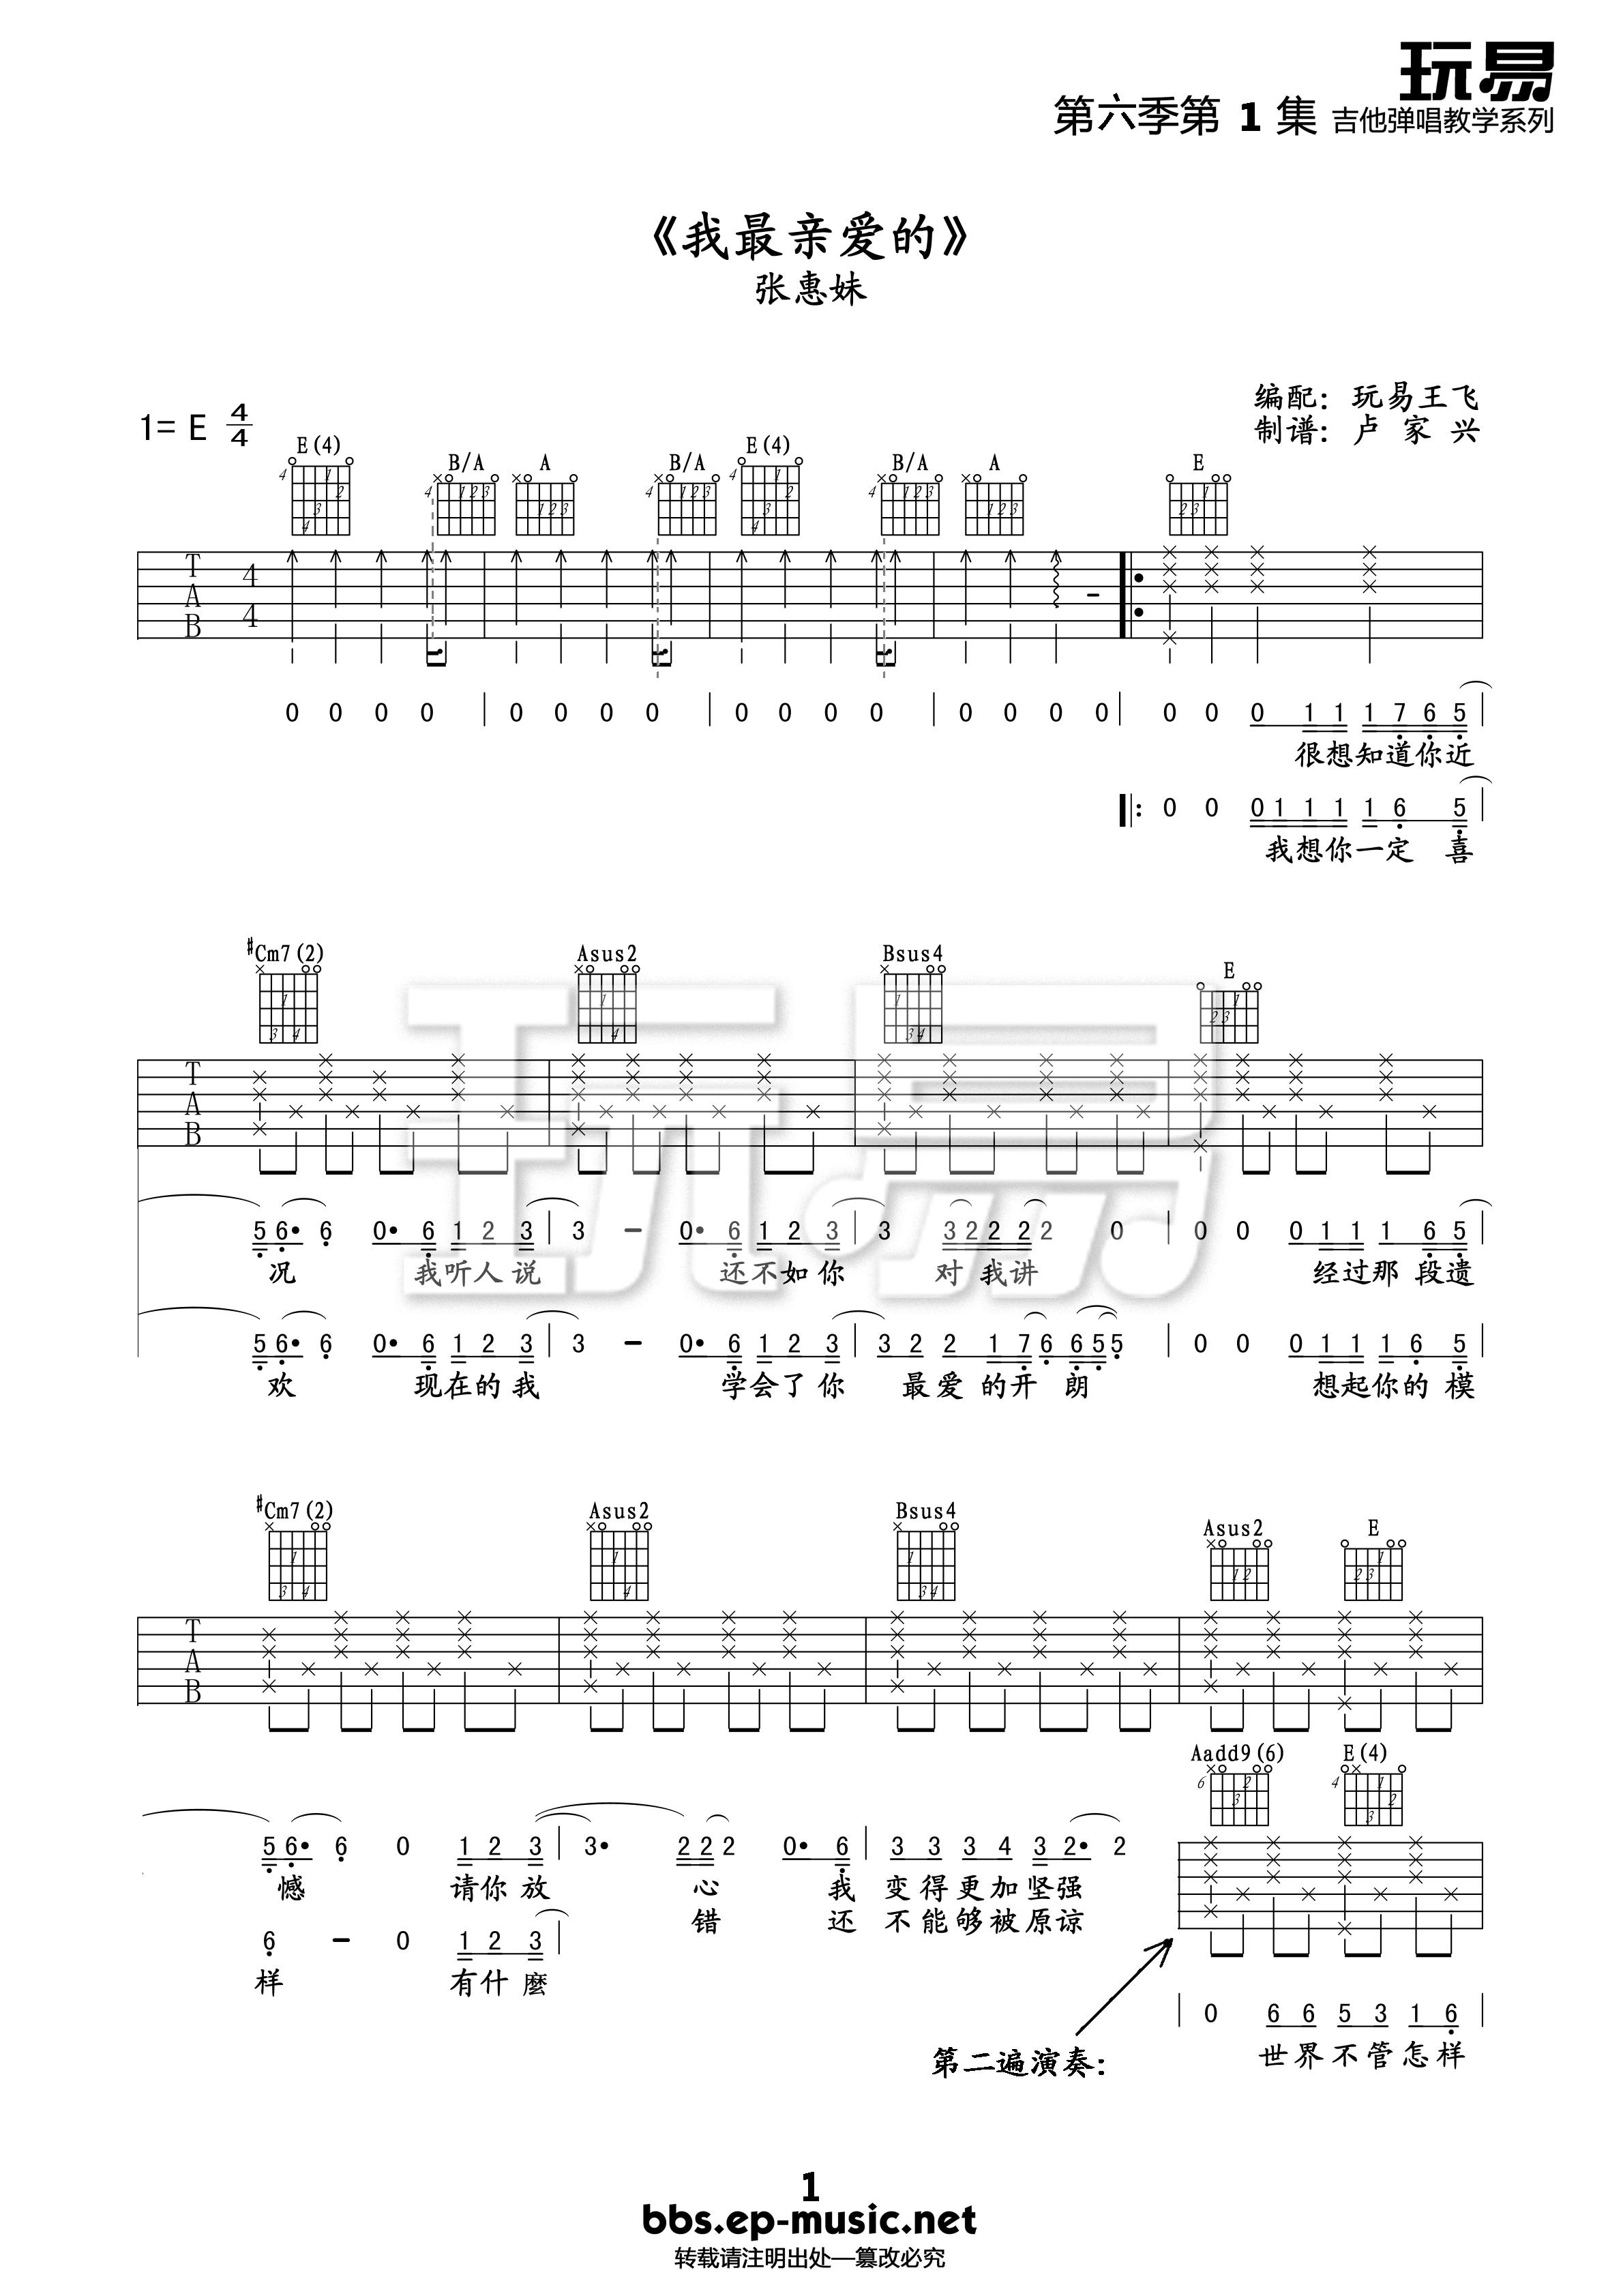 玩易
第六季第 1 集 吉他弹唱教学系列
《我最亲爱的》
张惠妹
编配：玩易王飞
制谱：卢 家 兴
1= E 4/4
E(4) B/A A B/A E(4) B/A A E
4 4 4 4 4
T A B 4/4
0 0 0 0 | 0 0 0 0 | 0 0 0 0 | 0 0 0 0 | 0 0 0 1 1 1 7 6 5 |
很想知道你近
0 0 0 1 1 1 1 6 5 |
我想你一定 喜
#Cm7(2) Asus2 Bsus4 E
T A B
5 6• 6 0• 6 1 2 3 | 3 - 0• 6 1 2 3 | 3 3 2 2 2 2 0 | 0 0 0 1 1 1 6 5 |
况 我听人说 还不如你 对 我讲 经过那 段遗
5 6• 6 0• 6 1 2 3 | 3 - 0• 6 1 2 3 | 3 2 2 1 7 6 6 5 5 | 0 0 0 1 1 1 6 5 |
欢 现在的我 学会了你 最爱 的开 朗 想起你的 模
#Cm7(2) Asus2 Bsus4 Asus2 E
T A B
Aadd9(6) E(4)
6 4
5 6• 6 0 1 2 3 | 3• 2 2 2 0• 6 | 3 3 3 4 3 2• 2
憾 请你放 心 我 变得更加坚强
错 还 不能够被原谅
6 - 0 1 2 3 |
样 有什麼
| 0 6 6 5 3 1 6 |
世界不管怎样
第二遍演奏:
1
bbs.ep-music.net
转载请注明出处—篡改必究